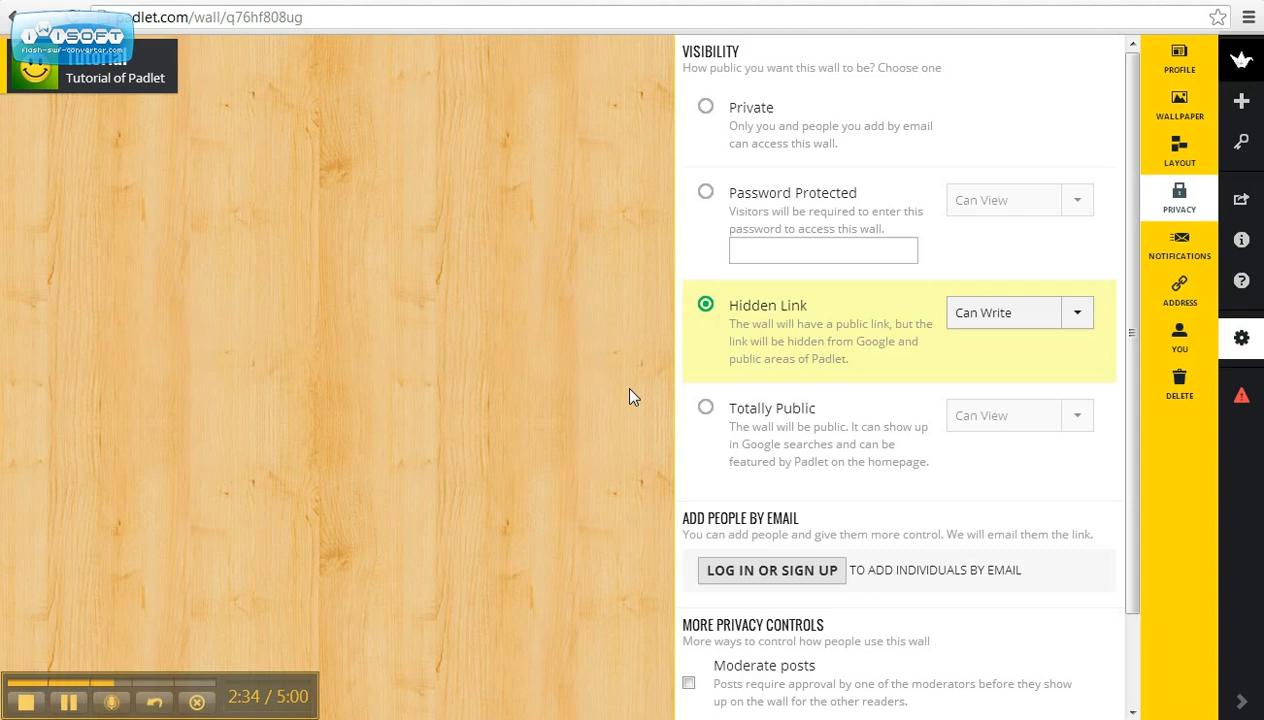 padlet.com/wall/q76hf808ug
iWiSOFT
flash-swf-converter.com
Tutorial
Tutorial of Padlet
VISIBILITY
How public you want this wall to be? Choose one
Private
Only you and people you add by email
can access this wall.
Password Protected
Can View
Visitors will be required to enter this
password to access this wall.
Hidden Link
Can Write
The wall will have a public link, but the
link will be hidden from Google and
public areas of Padlet.
Totally Public
Can View
The wall will be public. It can show up
in Google searches and can be
featured by Padlet on the homepage.
ADD PEOPLE BY EMAIL
You can add people and give them more control. We will email them the link.
LOG IN OR SIGN UP TO ADD INDIVIDUALS BY EMAIL
MORE PRIVACY CONTROLS
More ways to control how people use this wall
Moderate posts
Posts require approval by one of the moderators before they show
up on the wall for the other readers.
PROFILE
WALLPAPER
LAYOUT
PRIVACY
NOTIFICATIONS
ADDRESS
YOU
DELETE
2:34 / 5:00